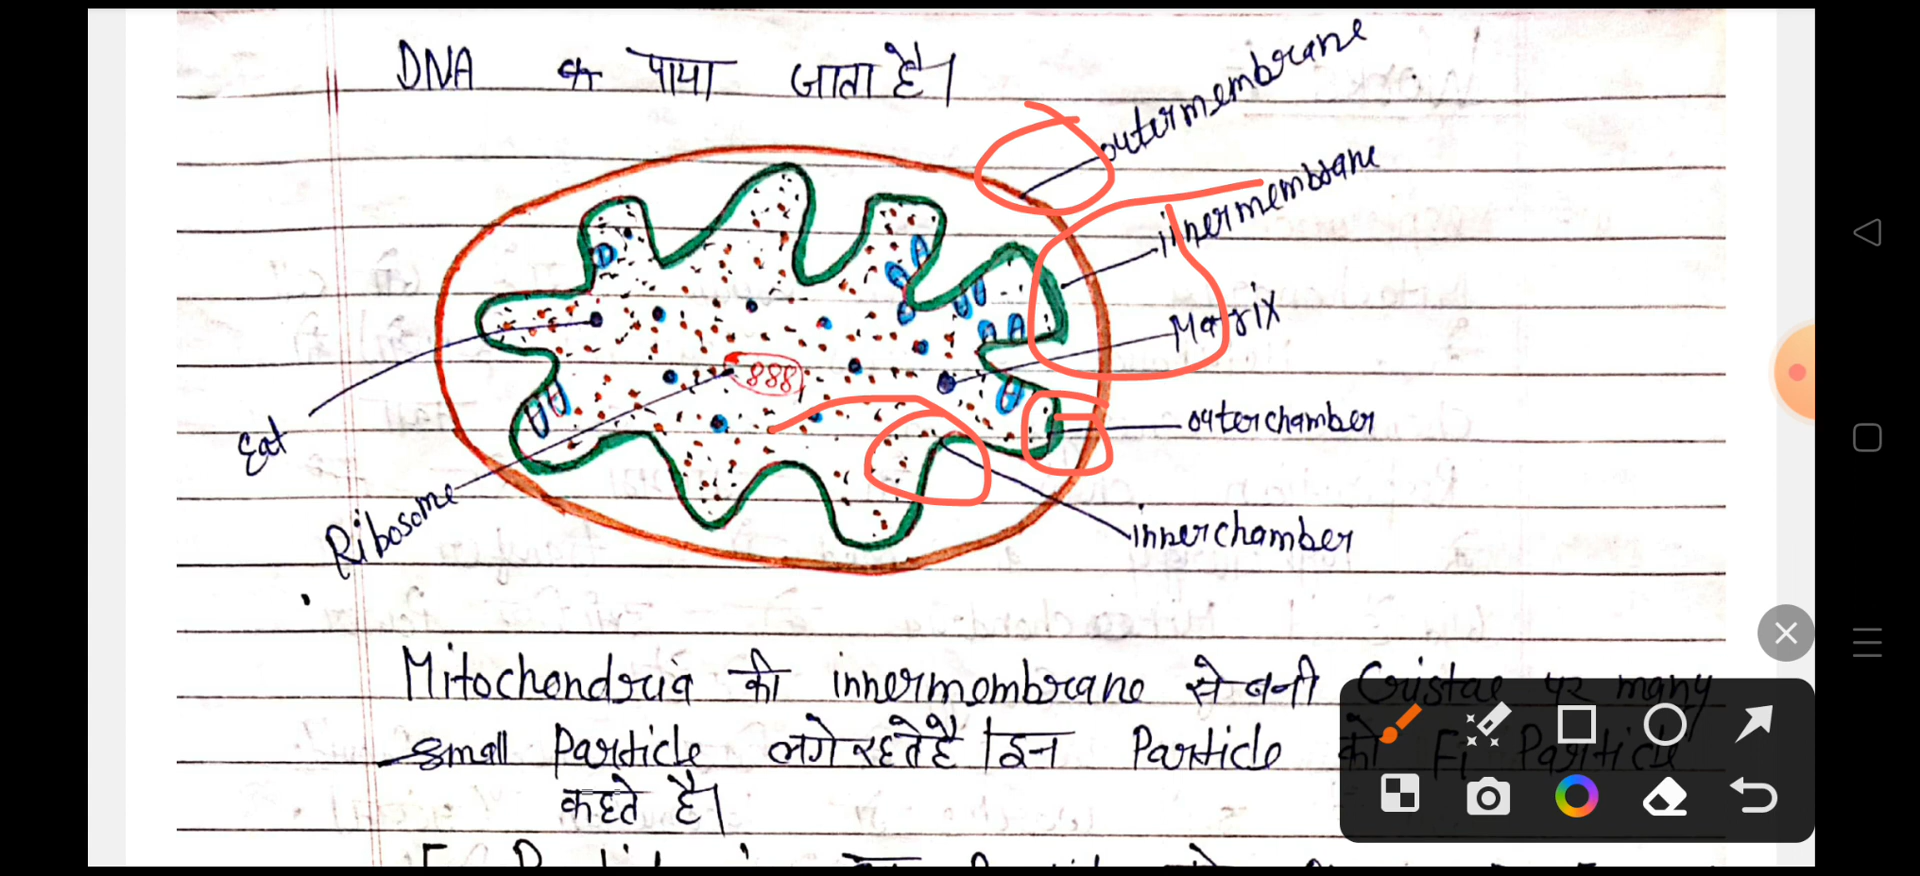 DNA क पाया जाता है।
outermembrane
innermembrane
Matrix
outerchamber
innerchamber
Eat
Ribosome
Mitochondria की innermembrane से बनी Cristae पर many
Small Particle लगे रहते है। इन Particle को F1 Particle
कहते है।